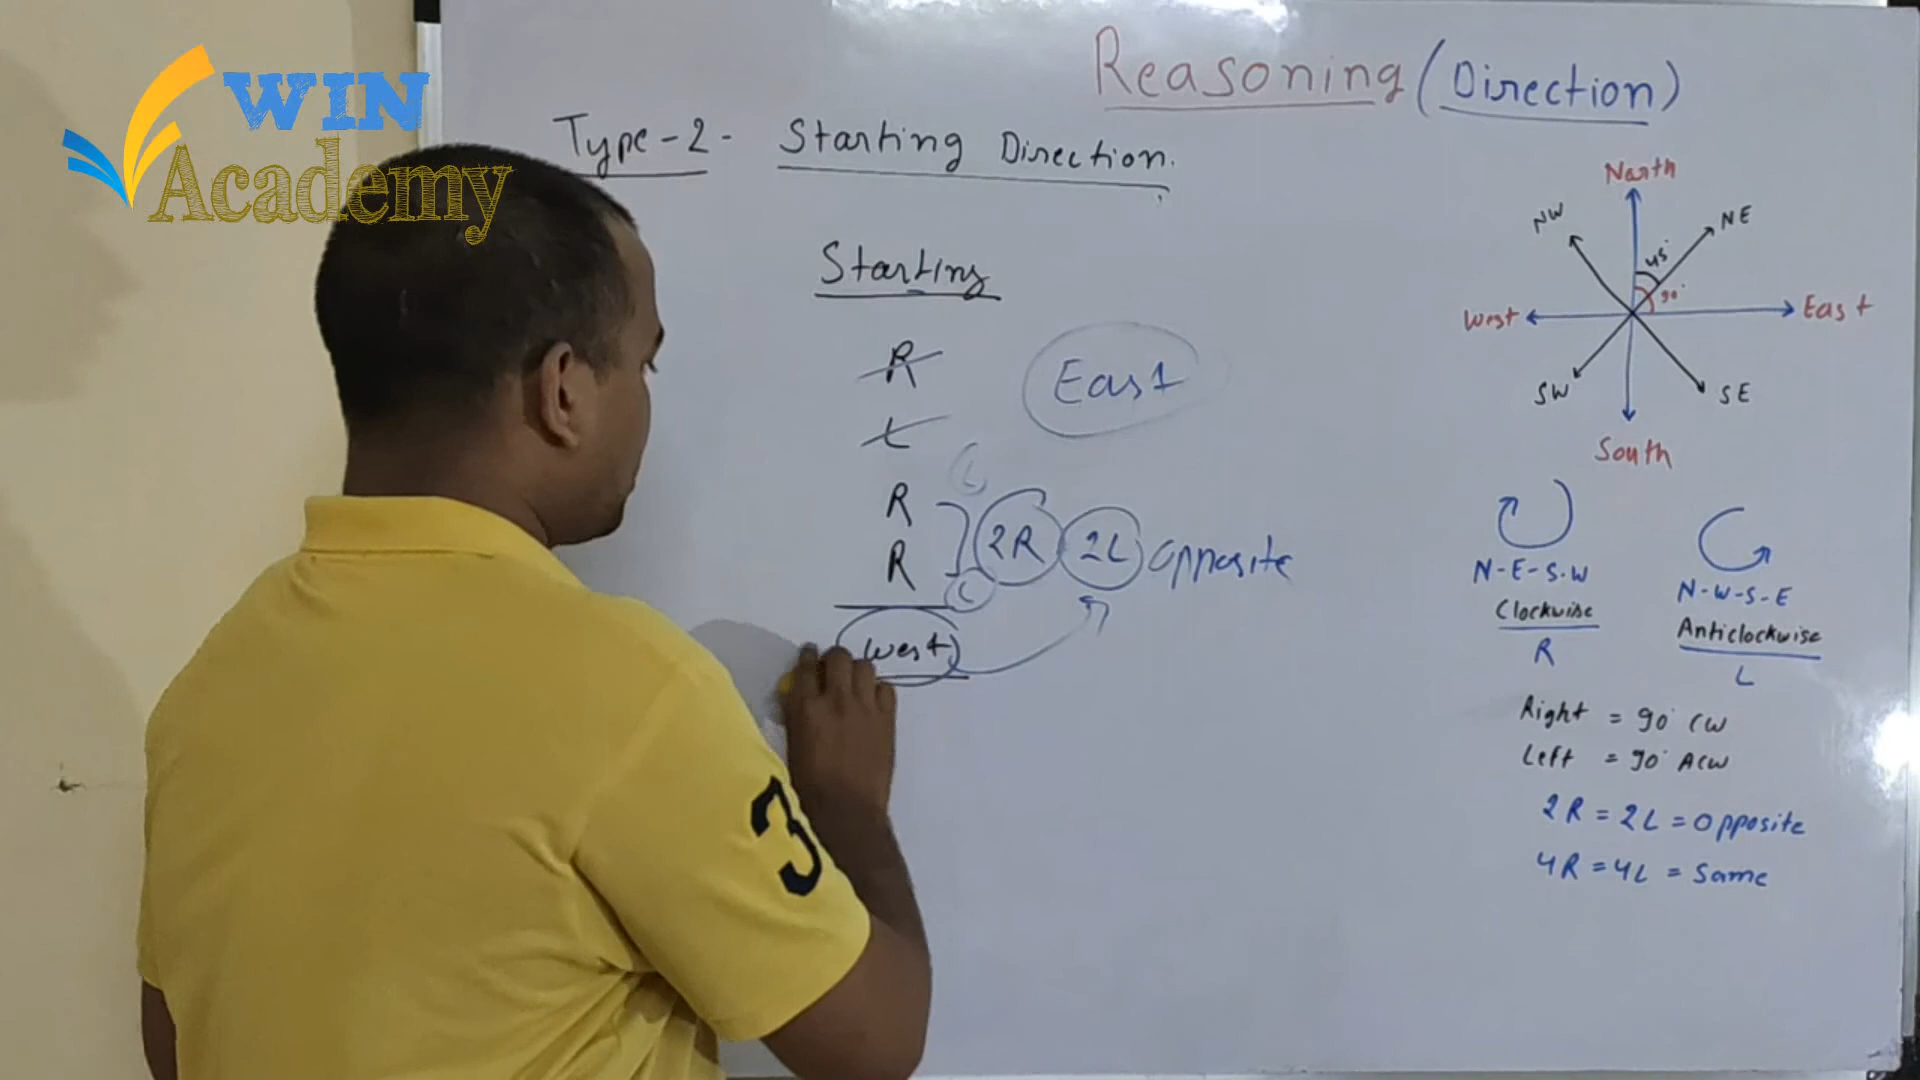 WIN
Academy
Reasoning (Direction)
Type-2- Starting Direction.
Starting
R
L
R
R
West
East
2R 2L opposite
North
NW
NE
45°
90°
West
East
SW
SE
South
N-E-S-W
Clockwise
R
N-W-S-E
Anticlockwise
L
Right = 90° CW
Left = 90° ACW
2R = 2L = opposite
4R = 4L = Same
3